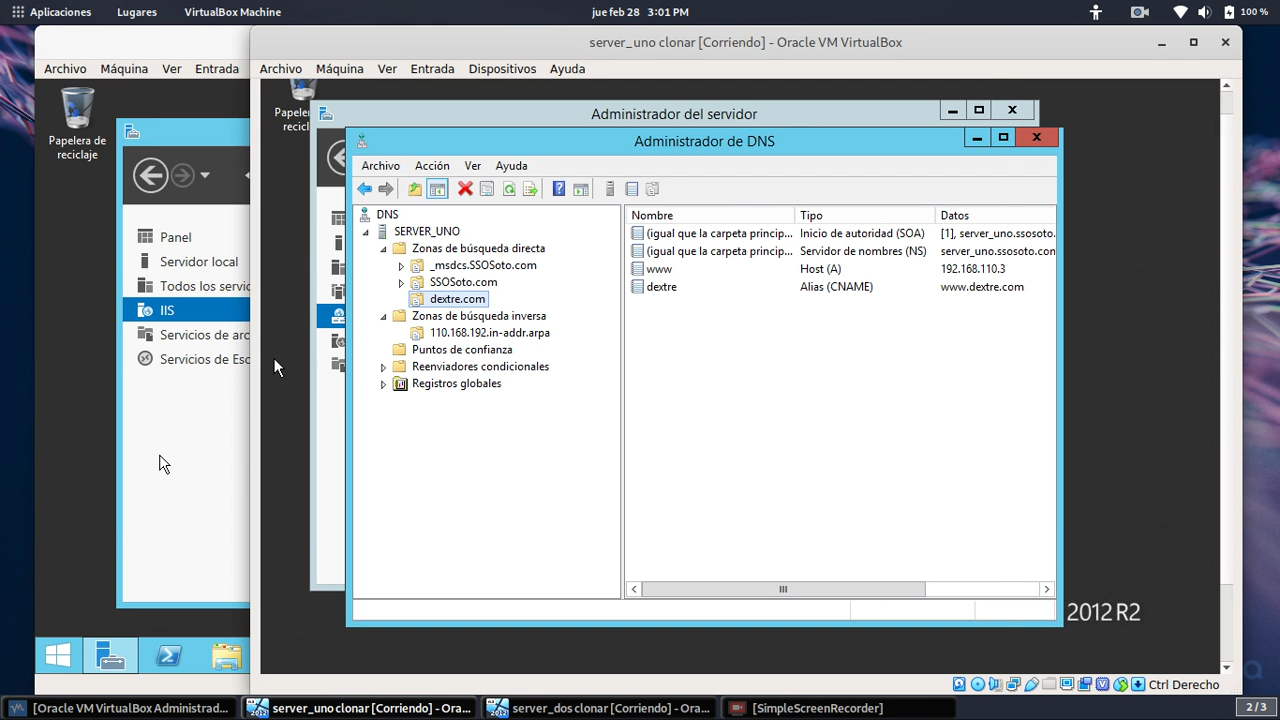 Aplicaciones Lugares VirtualBox Machine jue feb 28 3:01 PM 100 %
server_uno clonar [Corriendo] - Oracle VM VirtualBox
Archivo Máquina Ver Entrada
Archivo Máquina Ver Entrada Dispositivos Ayuda
Papelera de
reciclaje
Papelera
recicl
Administrador del servidor
Administrador de DNS
Archivo Acción Ver Ayuda
Panel
Servidor local
Todos los servic
IIS
Servicios de arc
Servicios de Esc
DNS
SERVER_UNO
Zonas de búsqueda directa
_msdcs.SSOSoto.com
SSOSoto.com
dextre.com
Zonas de búsqueda inversa
110.168.192.in-addr.arpa
Puntos de confianza
Reenviadores condicionales
Registros globales
Nombre Tipo Datos
(igual que la carpeta princip... Inicio de autoridad (SOA) [1], server_uno.ssosoto.
(igual que la carpeta princip... Servidor de nombres (NS) server_uno.ssosoto.con
www Host (A) 192.168.110.3
dextre Alias (CNAME) www.dextre.com
2012 R2
Ctrl Derecho
[Oracle VM VirtualBox Administrad... server_uno clonar [Corriendo] - Ora... server_dos clonar [Corriendo] - Ora... [SimpleScreenRecorder] 2 / 3